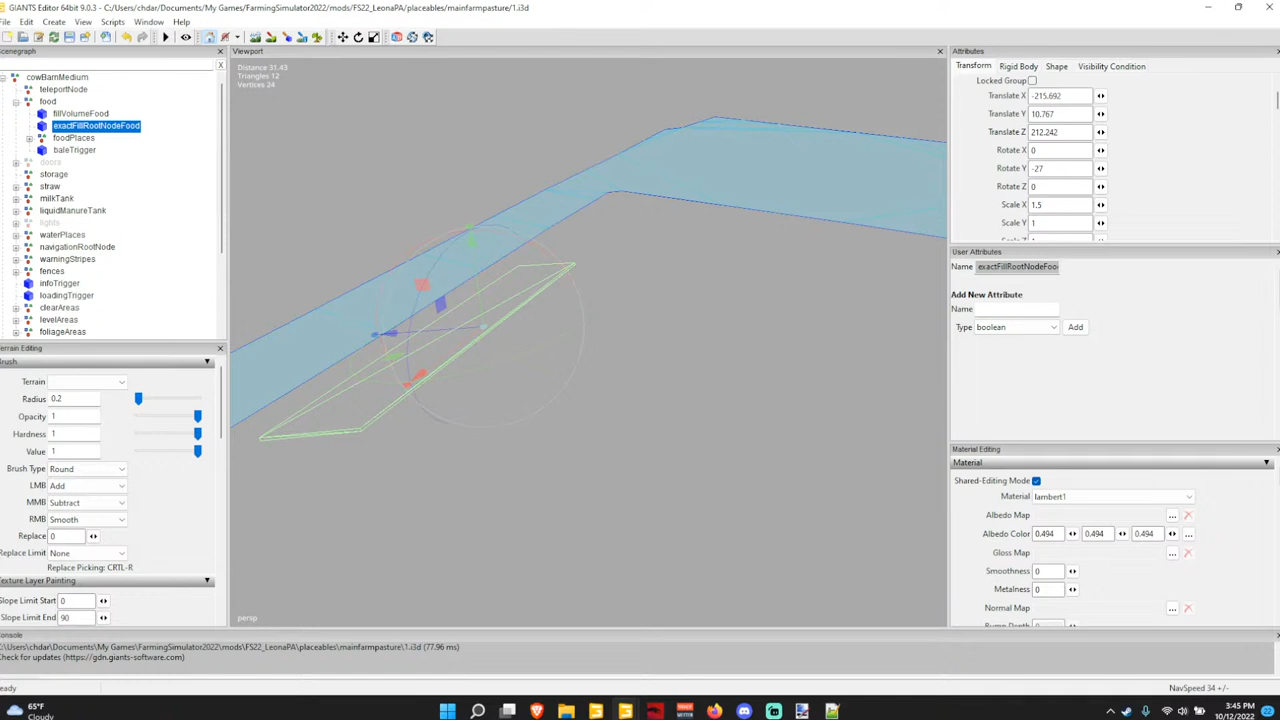 GIANTS Editor 64bit 9.0.3 - C:/Users/chdar/Documents/My Games/FarmingSimulator2022/mods/FS22_LeonaPA/placeables/mainfarmpasture/1.i3d
File Edit Create View Scripts Window Help
Scenegraph
X
cowBarnMedium
teleportNode
food
fillVolumeFood
exactFillRootNodeFood
foodPlaces
baleTrigger
doors
storage
straw
milkTank
liquidManureTank
lights
waterPlaces
navigationRootNode
warningStripes
fences
infoTrigger
loadingTrigger
clearAreas
levelAreas
foliageAreas
Terrain Editing
Brush
Terrain
Radius 0.2
Opacity 1
Hardness 1
Value 1
Brush Type Round
LMB Add
MMB Subtract
RMB Smooth
Replace 0
Replace Limit None
Replace Picking: CRTL-R
Texture Layer Painting
Slope Limit Start 0
Slope Limit End 90
Viewport
Distance 31.43
Triangles 12
Vertices 24
persp
Attributes
Transform Rigid Body Shape Visibility Condition
Locked Group
Translate X -215.692
Translate Y 10.767
Translate Z 212.242
Rotate X 0
Rotate Y -27
Rotate Z 0
Scale X 1.5
Scale Y 1
User Attributes
Name exactFillRootNodeFoo
Add New Attribute
Name
Type boolean Add
Material Editing
Material
Shared-Editing Mode
Material lambert1
Albedo Map ...
Albedo Color 0.494 0.494 0.494 ...
Gloss Map ...
Smoothness 0
Metalness 0
Normal Map ...
Bump Depth
Console
C:\Users\chdar\Documents\My Games\FarmingSimulator2022\mods\FS22_LeonaPA\placeables\mainfarmpasture\1.i3d (77.96 ms)
Check for updates (https://gdn.giants-software.com)
Ready
NavSpeed 34 +/-
65°F
Cloudy
3:45 PM
10/12/2022